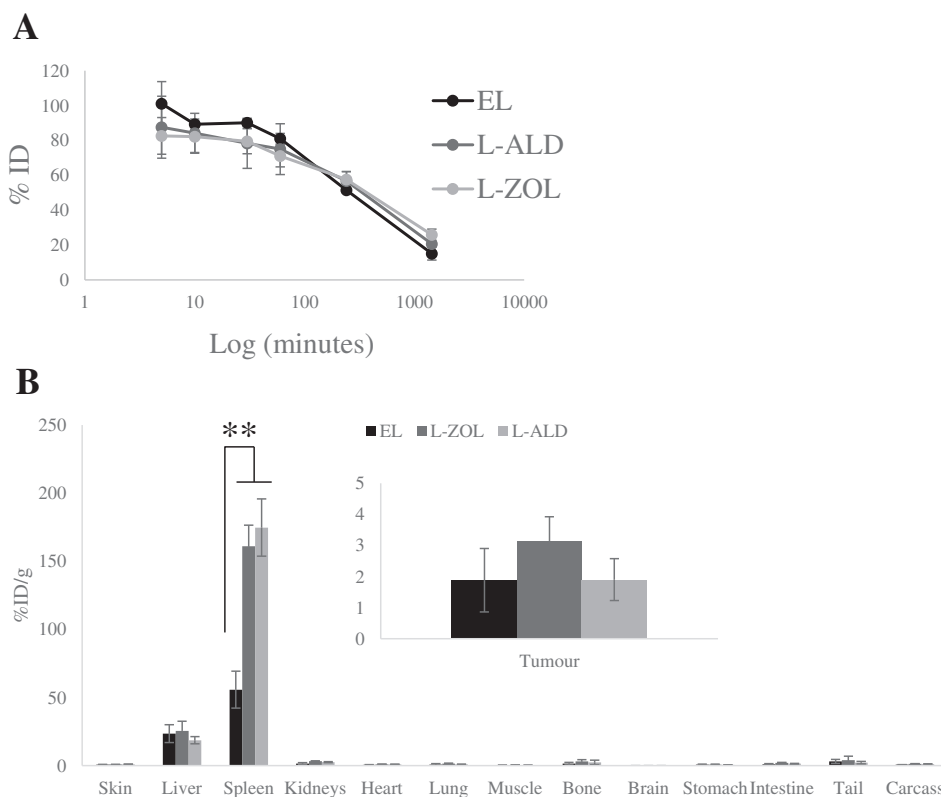 A
120
100
80
60
40
20
0
% ID
1 10 100 1000 10000
Log (minutes)
EL
L-ALD
L-ZOL
B
250
200
150
100
50
0
%ID/g
**
EL L-ZOL L-ALD
5
4
3
2
1
0
Tumour
Skin Liver Spleen Kidneys Heart Lung Muscle Bone Brain Stomach Intestine Tail Carcass